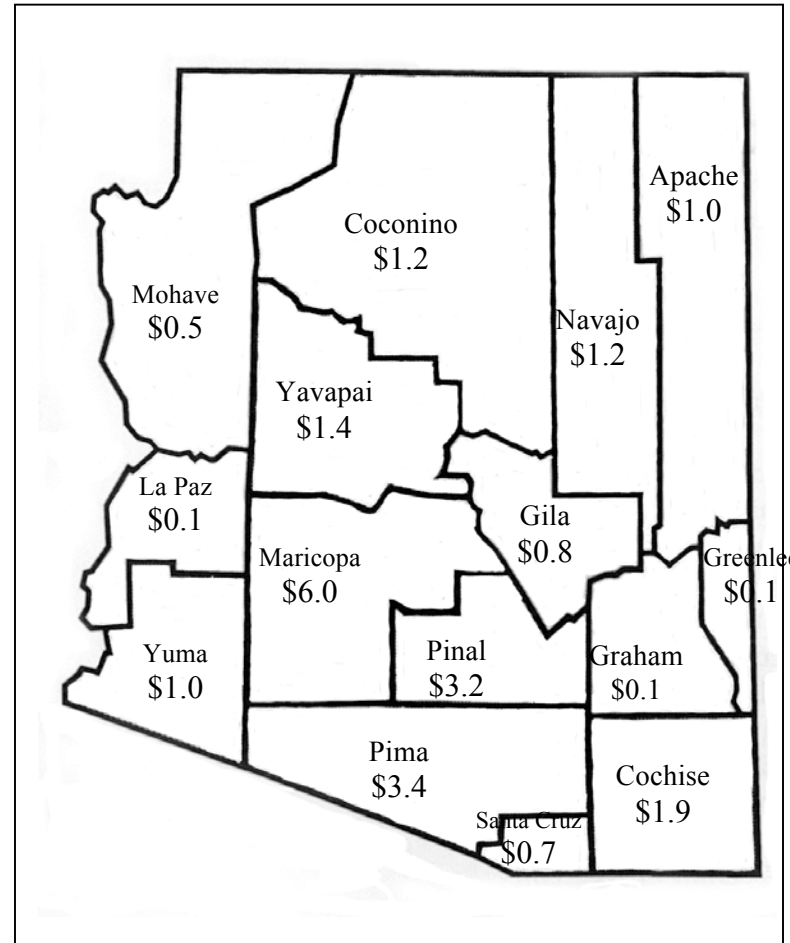 Apache
$1.0
Coconino
$1.2
Mohave
$0.5
Navajo
$1.2
Yavapai
$1.4
La Paz
$0.1
Gila
$0.8
Maricopa
$6.0
Greenlee
$0.1
Yuma
$1.0
Pinal
$3.2
Graham
$0.1
Pima
$3.4
Cochise
$1.9
Santa Cruz
$0.7